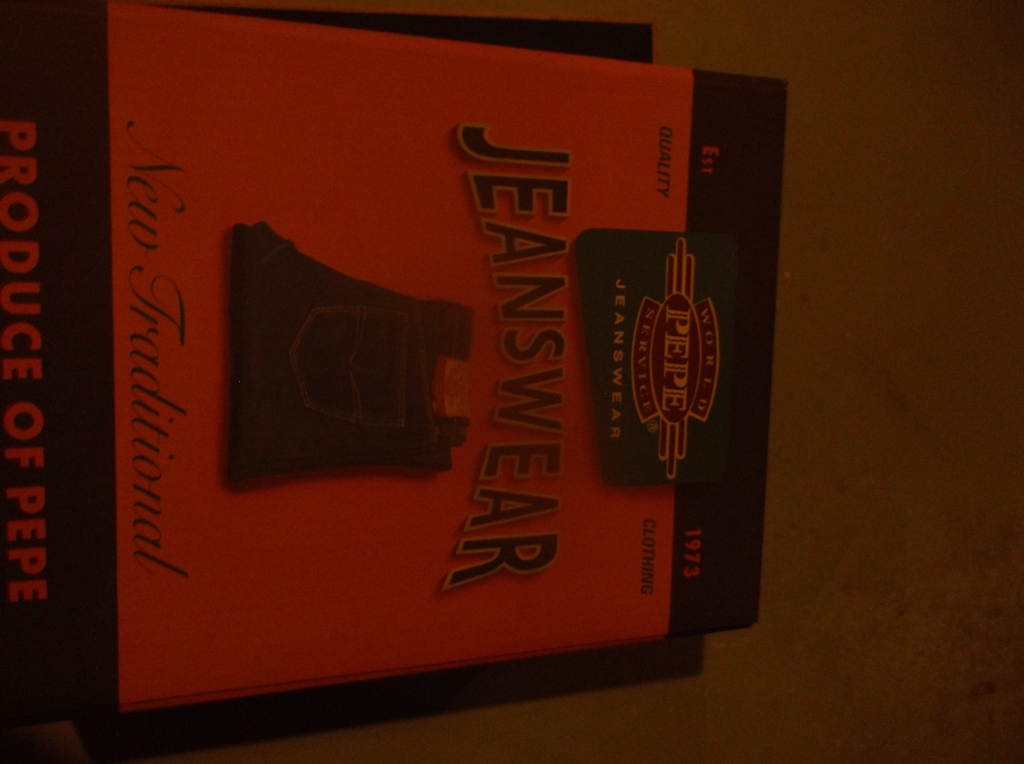 EST 1973
WORLD
PEPE
SERVICE®
JEANSWEAR
QUALITY CLOTHING
JEANSWEAR
New Traditional
PRODUCE OF PEPE